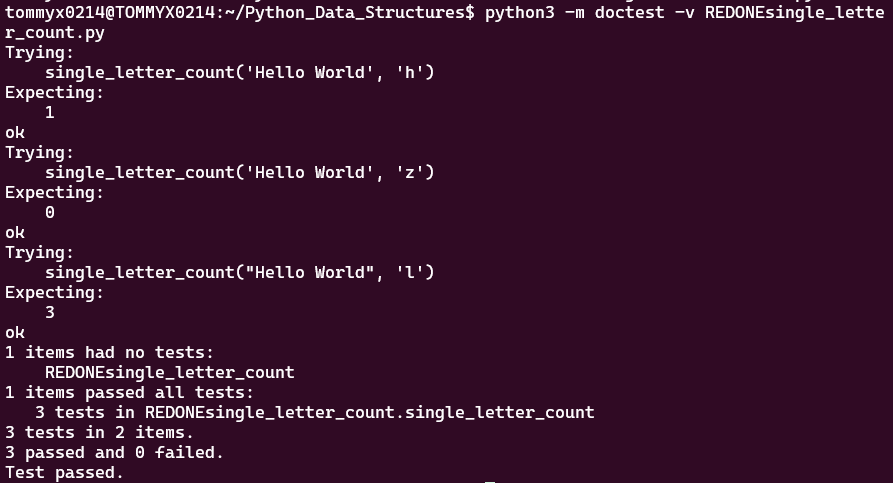 tommyx0214@TOMMYX0214:~/Python_Data_Structures$ python3 -m doctest -v REDONEsingle_lette
r_count.py
Trying:
    single_letter_count('Hello World', 'h')
Expecting:
    1
ok
Trying:
    single_letter_count('Hello World', 'z')
Expecting:
    0
ok
Trying:
    single_letter_count("Hello World", 'l')
Expecting:
    3
ok
1 items had no tests:
    REDONEsingle_letter_count
1 items passed all tests:
   3 tests in REDONEsingle_letter_count.single_letter_count
3 tests in 2 items.
3 passed and 0 failed.
Test passed.